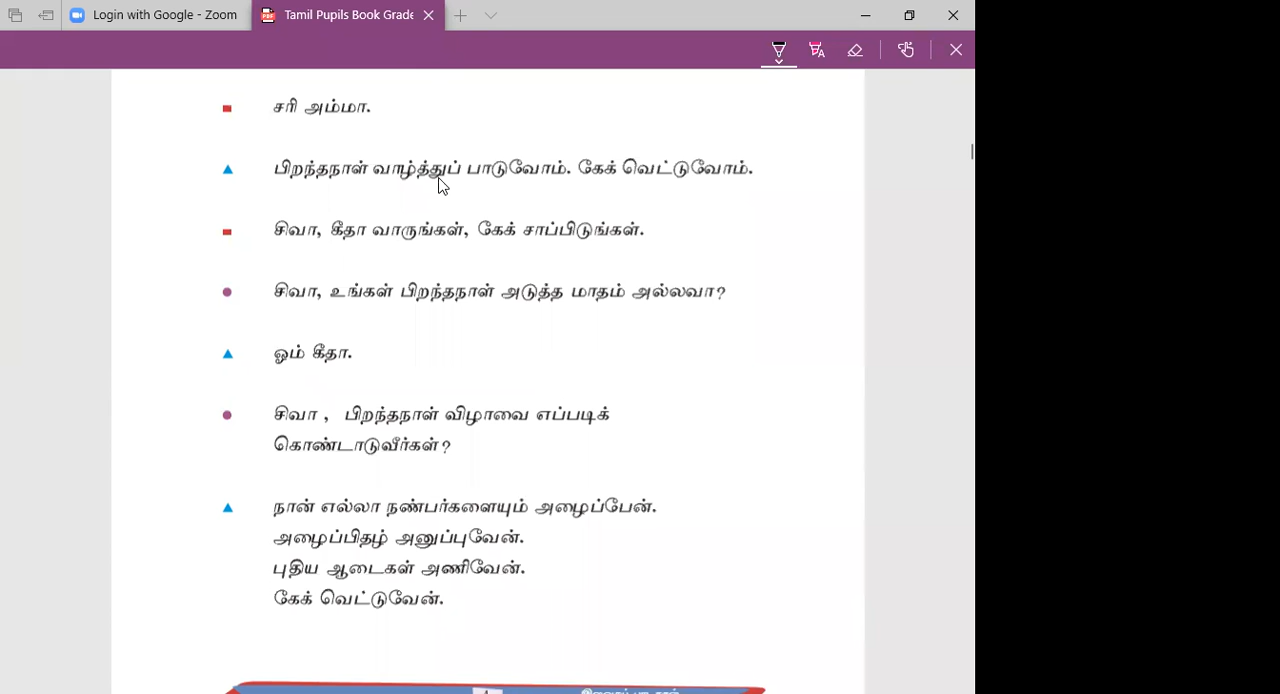 Login with Google - Zoom
Tamil Pupils Book Grade
சரி அம்மா.
பிறந்தநாள் வாழ்த்துப் பாடுவோம். கேக் வெட்டுவோம்.
சிவா, கீதா வாருங்கள், கேக் சாப்பிடுங்கள்.
சிவா, உங்கள் பிறந்தநாள் அடுத்த மாதம் அல்லவா?
ஓம் கீதா.
சிவா , பிறந்தநாள் விழாவை எப்படிக்
கொண்டாடுவீர்கள்?
நான் எல்லா நண்பர்களையும் அழைப்பேன்.
அழைப்பிதழ் அனுப்புவேன்.
புதிய ஆடைகள் அணிவேன்.
கேக் வெட்டுவேன்.